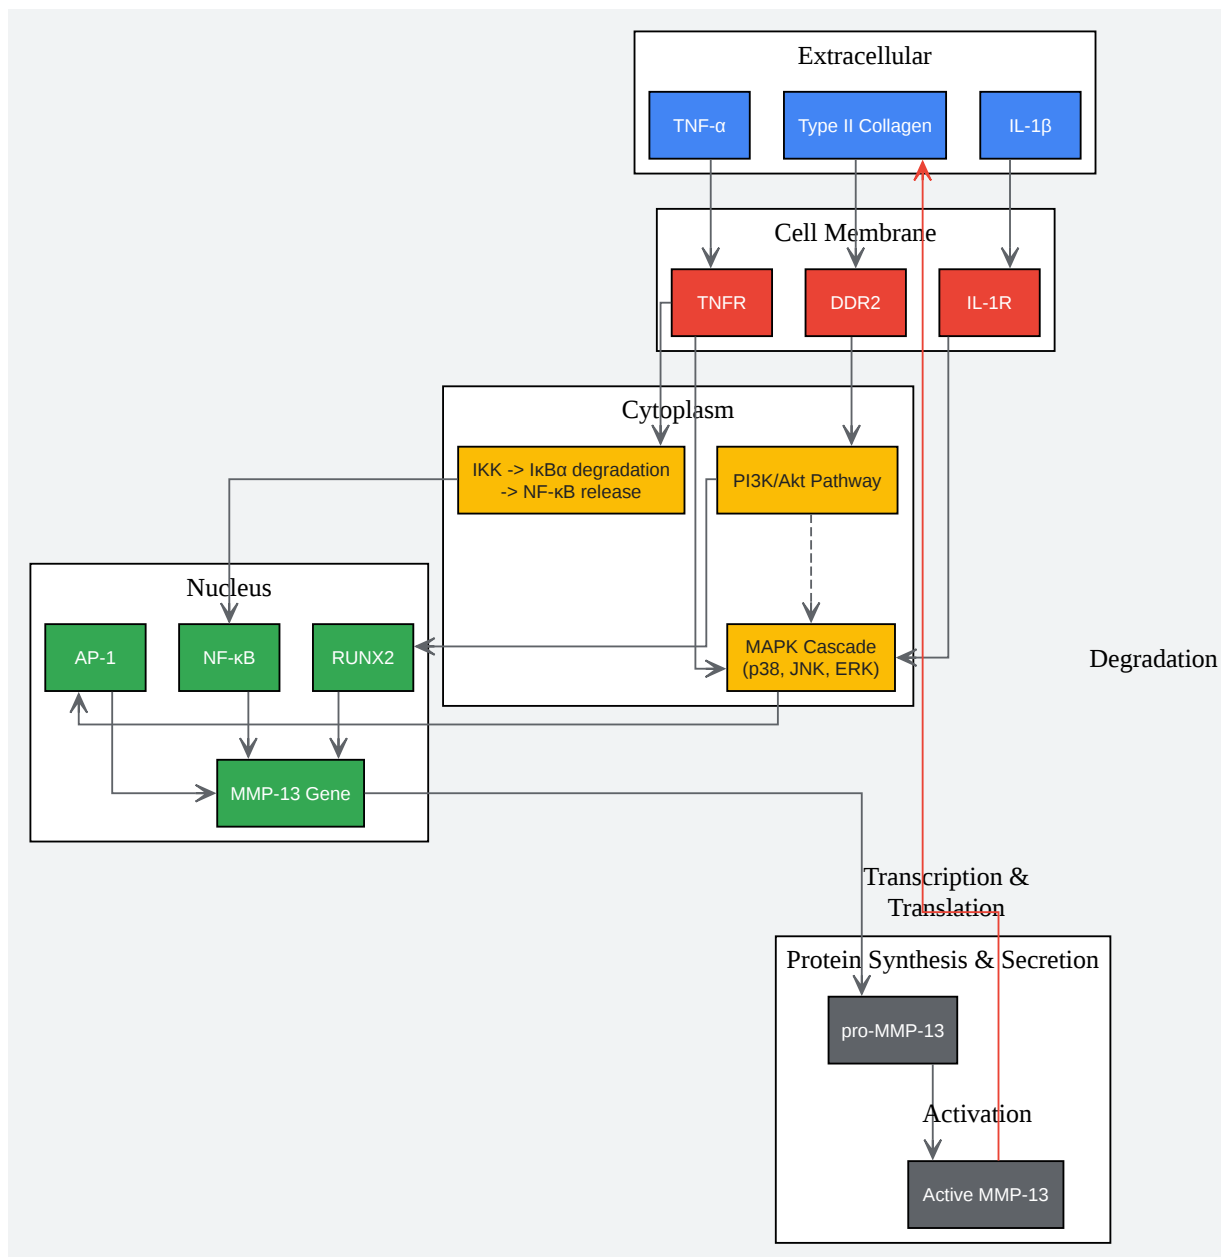 Extracellular
TNF-α
Type II Collagen
IL-1β
Cell Membrane
TNFR
DDR2
IL-1R
Cytoplasm
IKK -> IκBα degradation
-> NF-κB release
PI3K/Akt Pathway
Nucleus
AP-1
NF-κB
RUNX2
MAPK Cascade
(p38, JNK, ERK)
Degradation
MMP-13 Gene
Transcription &
Translation
Protein Synthesis & Secretion
pro-MMP-13
Activation
Active MMP-13